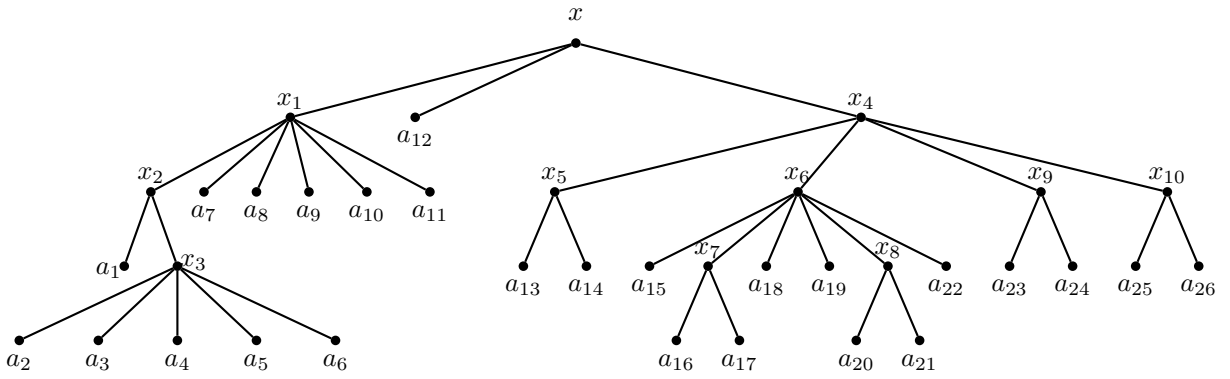 x
x₁ x₄
a₁₂
x₂ x₅ x₆ x₉ x₁₀
a₇ a₈ a₉ a₁₀ a₁₁
x₇ x₈
a₁ x₃
a₁₃ a₁₄ a₁₅ a₁₈ a₁₉ a₂₂ a₂₃ a₂₄ a₂₅ a₂₆
a₂ a₃ a₄ a₅ a₆ a₁₆ a₁₇ a₂₀ a₂₁